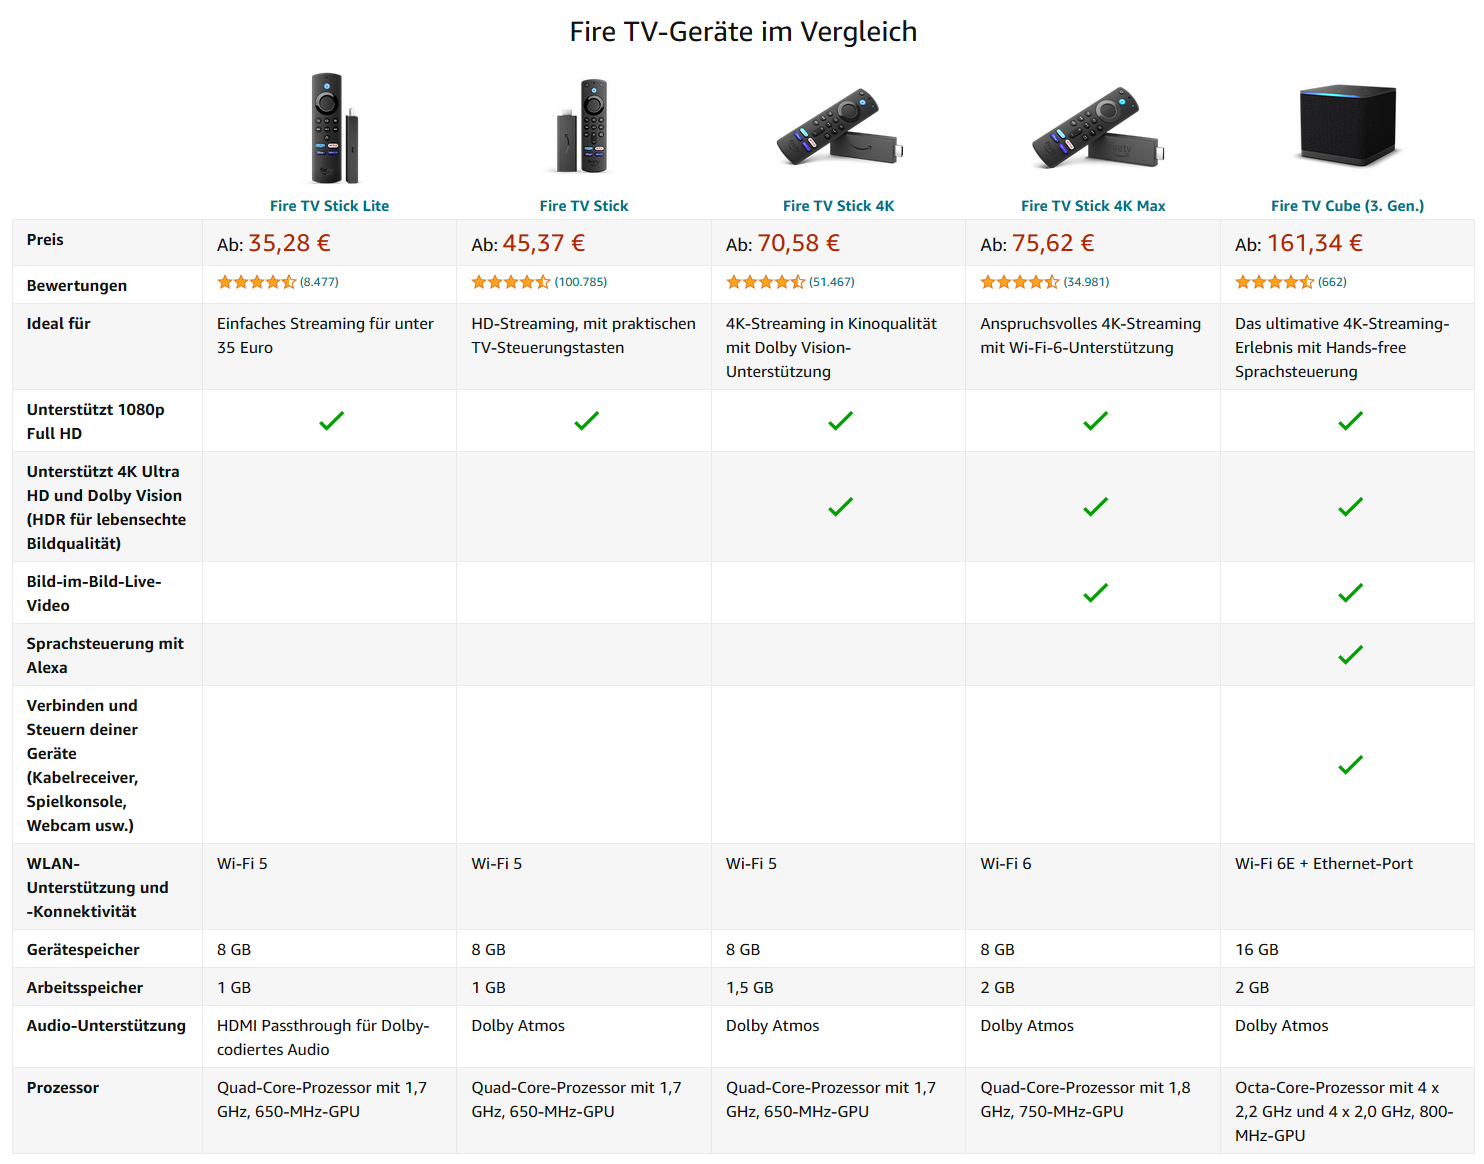 Fire TV-Geräte im Vergleich
Fire TV Stick Lite
Fire TV Stick
Fire TV Stick 4K
Fire TV Stick 4K Max
Fire TV Cube (3. Gen.)
Preis
Ab: 35,28 €
Ab: 45,37 €
Ab: 70,58 €
Ab: 75,62 €
Ab: 161,34 €
Bewertungen
(8.477)
(100.785)
(51.467)
(34.981)
(662)
Ideal für
Einfaches Streaming für unter
35 Euro
HD-Streaming, mit praktischen
TV-Steuerungstasten
4K-Streaming in Kinoqualität
mit Dolby Vision-
Unterstützung
Anspruchsvolles 4K-Streaming
mit Wi-Fi-6-Unterstützung
Das ultimative 4K-Streaming-
Erlebnis mit Hands-free
Sprachsteuerung
Unterstützt 1080p
Full HD
Unterstützt 4K Ultra
HD und Dolby Vision
(HDR für lebensechte
Bildqualität)
Bild-im-Bild-Live-
Video
Sprachsteuerung mit
Alexa
Verbinden und
Steuern deiner
Geräte
(Kabelreceiver,
Spielkonsole,
Webcam usw.)
WLAN-
Unterstützung und
-Konnektivität
Wi-Fi 5
Wi-Fi 5
Wi-Fi 5
Wi-Fi 6
Wi-Fi 6E + Ethernet-Port
Gerätespeicher
8 GB
8 GB
8 GB
8 GB
16 GB
Arbeitsspeicher
1 GB
1 GB
1,5 GB
2 GB
2 GB
Audio-Unterstützung
HDMI Passthrough für Dolby-
codiertes Audio
Dolby Atmos
Dolby Atmos
Dolby Atmos
Dolby Atmos
Prozessor
Quad-Core-Prozessor mit 1,7
GHz, 650-MHz-GPU
Quad-Core-Prozessor mit 1,7
GHz, 650-MHz-GPU
Quad-Core-Prozessor mit 1,7
GHz, 650-MHz-GPU
Quad-Core-Prozessor mit 1,8
GHz, 750-MHz-GPU
Octa-Core-Prozessor mit 4 x
2,2 GHz und 4 x 2,0 GHz, 800-
MHz-GPU